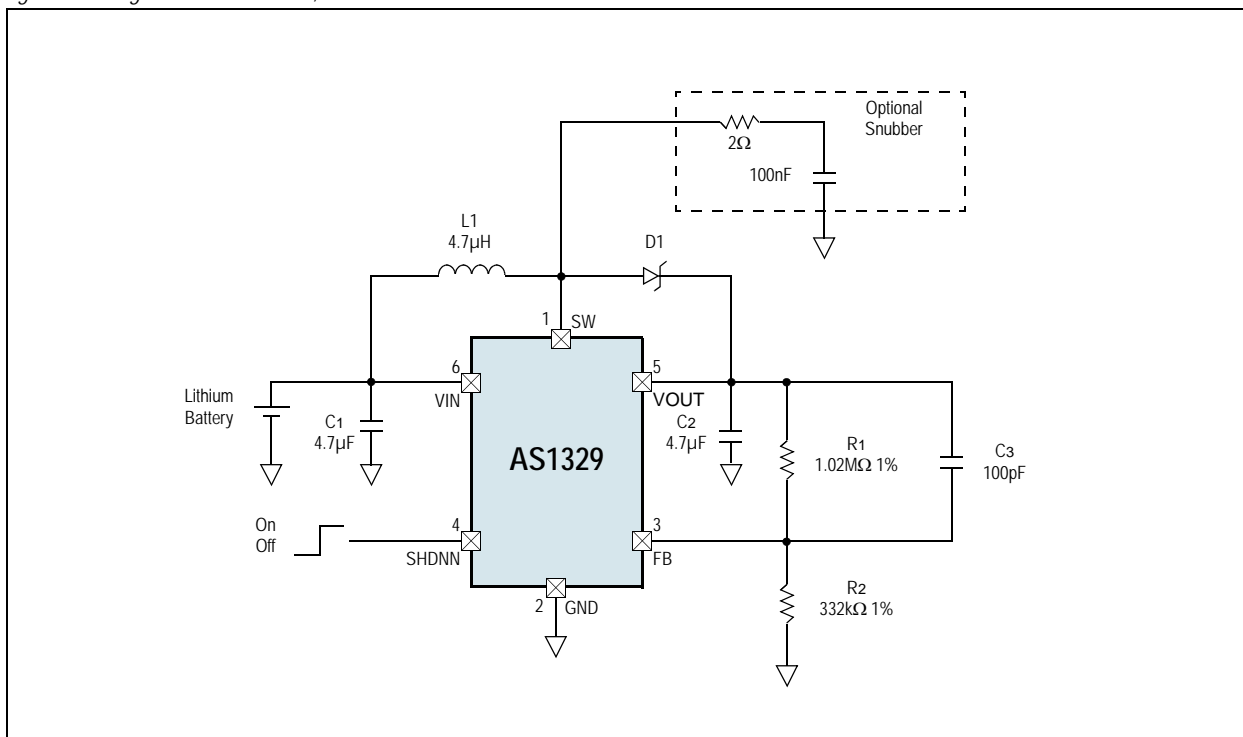 Optional
Snubber
2Ω
100nF
L1
4.7µH
D1
1
SW
6
5
VIN
VOUT
Lithium
Battery
C1
4.7µF
C2
4.7µF
R1
1.02MΩ 1%
C3
100pF
AS1329
On
Off
4
3
SHDNN
FB
R2
332kΩ 1%
2
GND